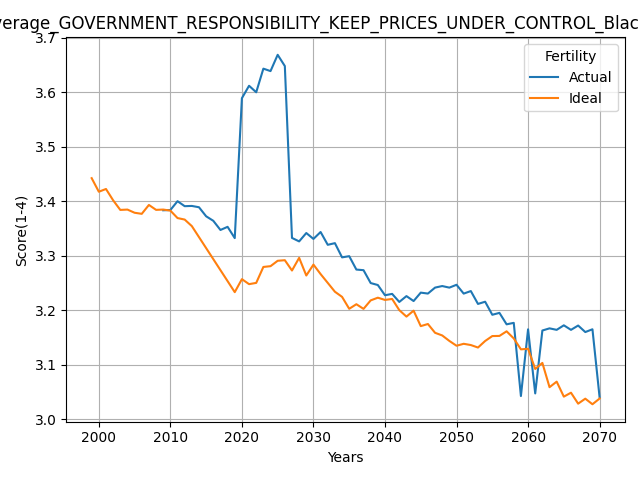 verage_GOVERNMENT_RESPONSIBILITY_KEEP_PRICES_UNDER_CONTROL_Blac
3.7
3.6
3.5
3.4
3.3
3.2
3.1
3.0
Score(1-4)
Fertility
Actual
Ideal
2000 2010 2020 2030 2040 2050 2060 2070
Years